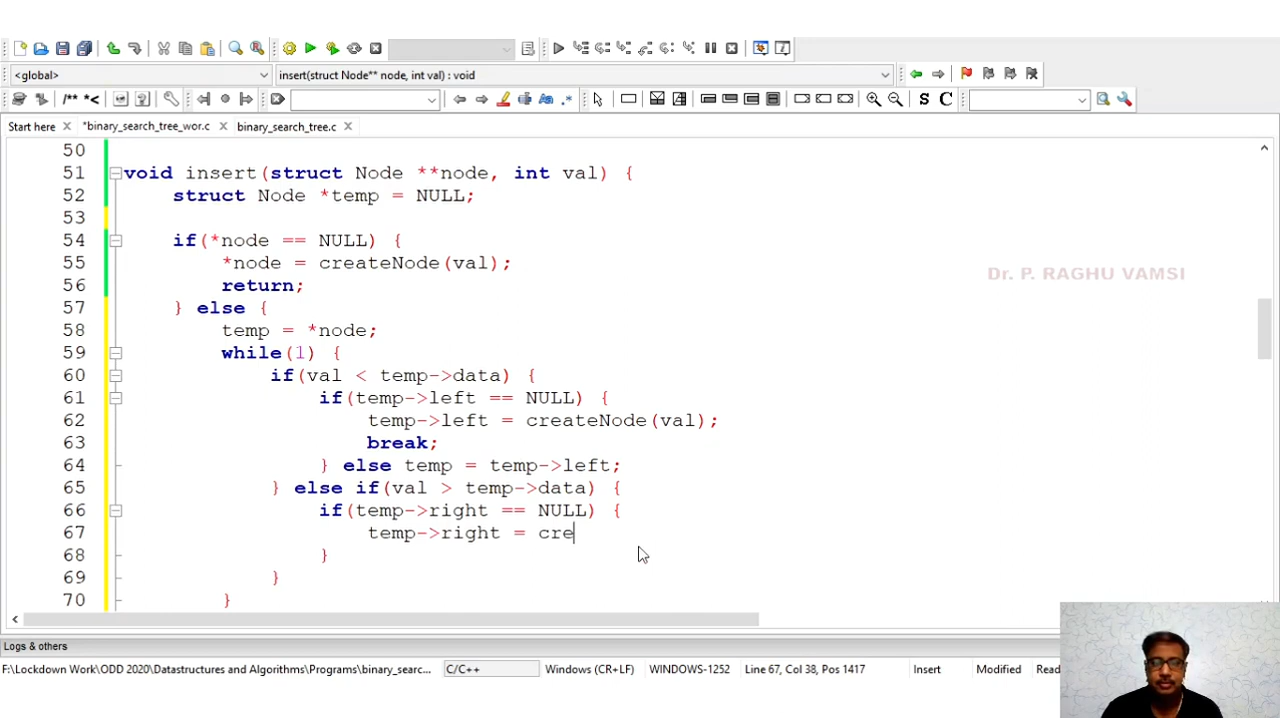 <global>
insert(struct Node** node, int val) : void
/** *<
S C
Start here
*binary_search_tree_wor.c
binary_search_tree.c
50
51 void insert(struct Node **node, int val) {
52 struct Node *temp = NULL;
53
54 if(*node == NULL) {
55 *node = createNode(val);
56 return;
57 } else {
58 temp = *node;
59 while(1) {
60 if(val < temp->data) {
61 if(temp->left == NULL) {
62 temp->left = createNode(val);
63 break;
64 } else temp = temp->left;
65 } else if(val > temp->data) {
66 if(temp->right == NULL) {
67 temp->right = cre
68 }
69 }
70 }
Dr. P. RAGHU VAMSI
Logs & others
F:\Lockdown Work\ODD 2020\Datastructures and Algorithms\Programs\binary_searc... C/C++ Windows (CR+LF) WINDOWS-1252 Line 67, Col 38, Pos 1417 Insert Modified Rea